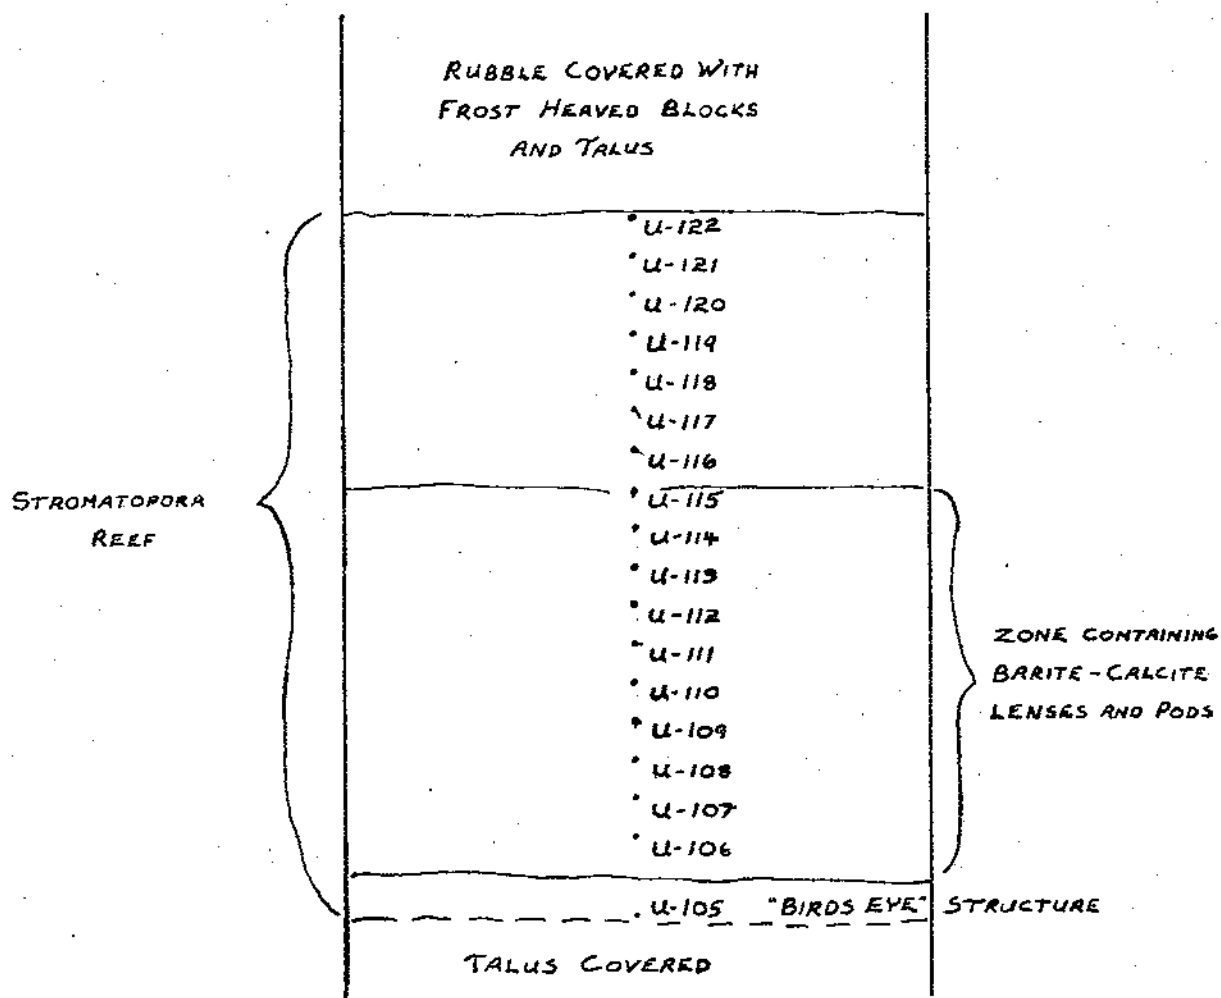 RUBBLE COVERED WITH
FROST HEAVED BLOCKS
AND TALUS
U-122
U-121
U-120
U-119
U-118
U-117
U-116
STROMATOPORA
REEF
U-115
U-114
U-113
U-112
U-111
U-110
U-109
U-108
U-107
U-106
ZONE CONTAINING
BARITE-CALCITE
LENSES AND PODS
U-105 "BIRDS EYE" STRUCTURE
TALUS COVERED